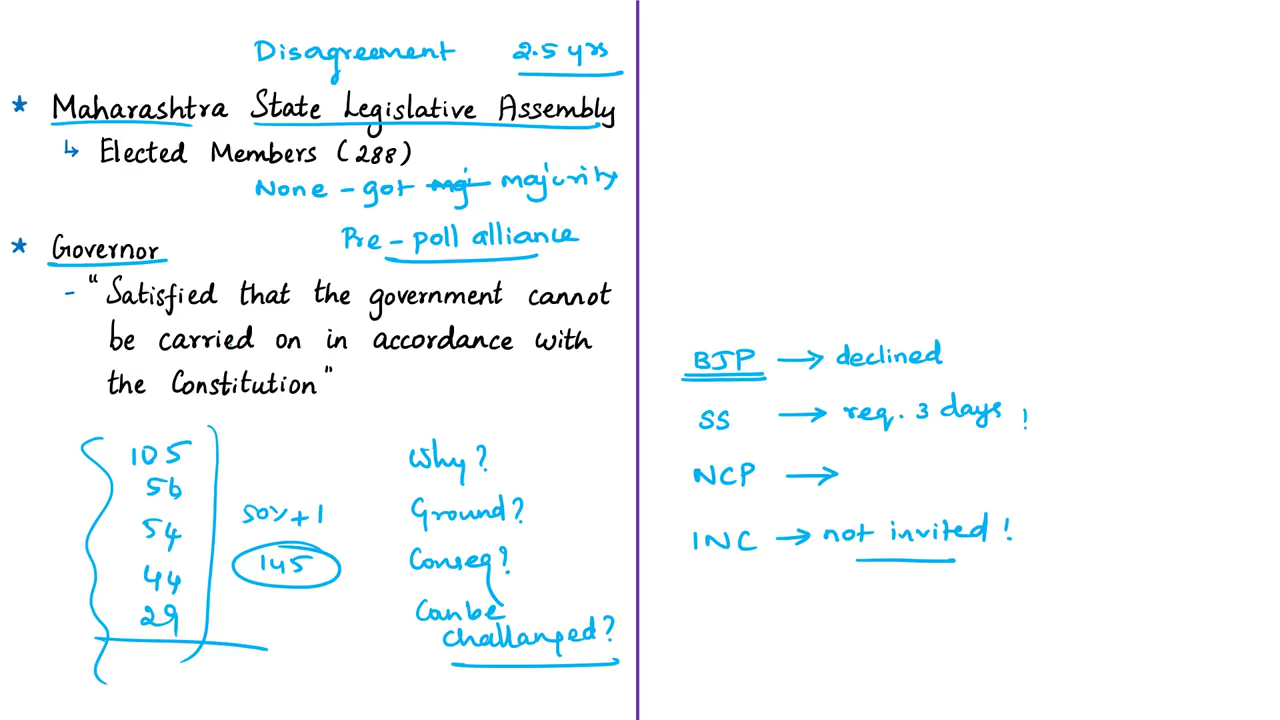 Disagreement 2.5 yrs
* Maharashtra State Legislative Assembly
↳ Elected Members (288)
None - got majority
Pre - poll alliance
* Governor
- "Satisfied that the government cannot
be carried on in accordance with
the Constitution"
105
56
54
44
29
50% + 1
145
Why?
Ground?
Conseq?
Can be
challanged?
BJP → declined
SS → req. 3 days !
NCP →
INC → not invited !